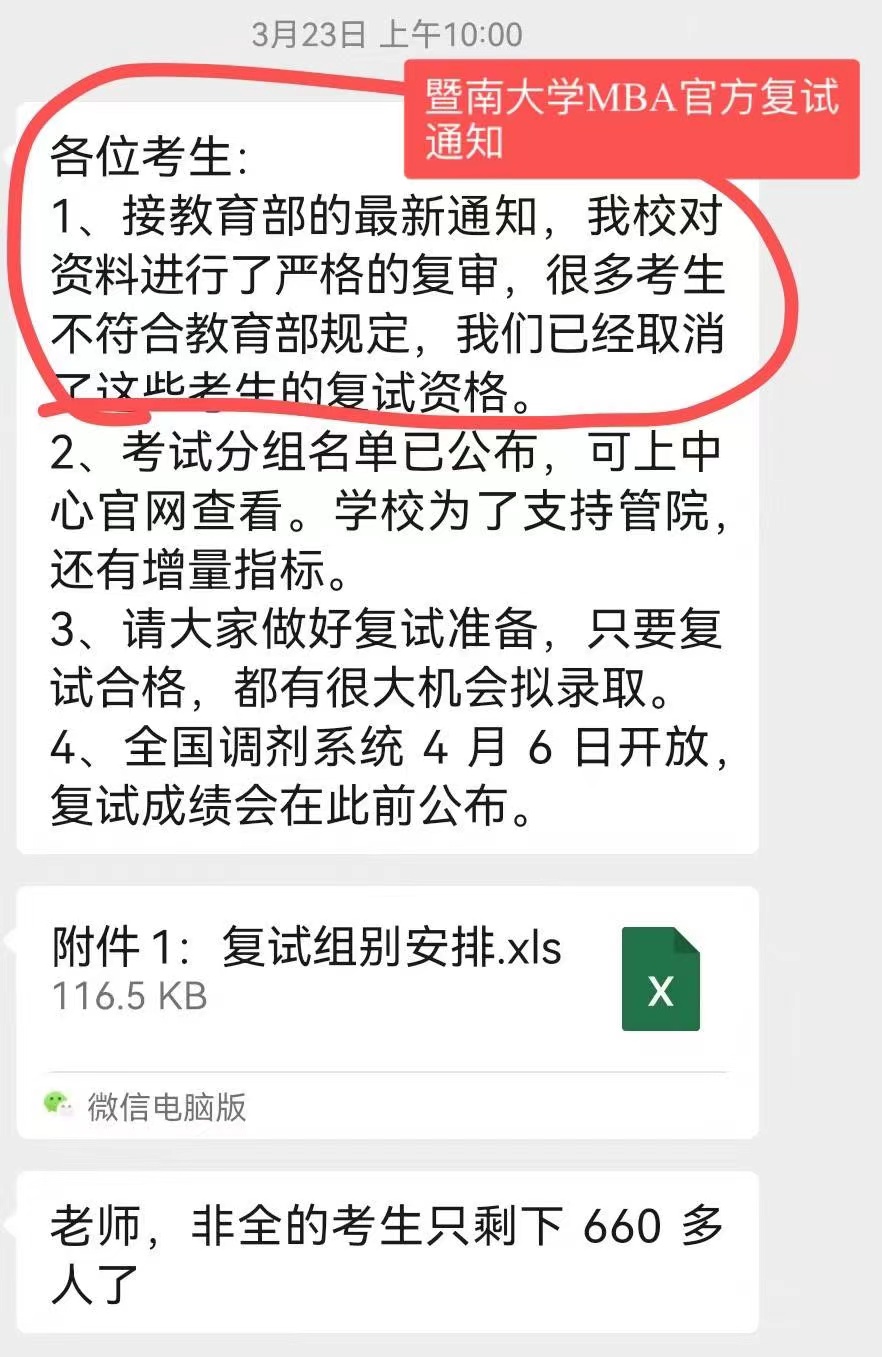 3月23日 上午10:00
暨南大学MBA官方复试
通知
各位考生：
1、接教育部的最新通知，我校对
资料进行了严格的复审，很多考生
不符合教育部规定，我们已经取消
了这些考生的复试资格。
2、考试分组名单已公布，可上中
心官网查看。学校为了支持管院，
还有增量指标。
3、请大家做好复试准备，只要复
试合格，都有很大机会拟录取。
4、全国调剂系统 4 月 6 日开放，
复试成绩会在此前公布。
附件1：复试组别安排.xls
116.5 KB
X
微信电脑版
老师，非全的考生只剩下 660 多
人了